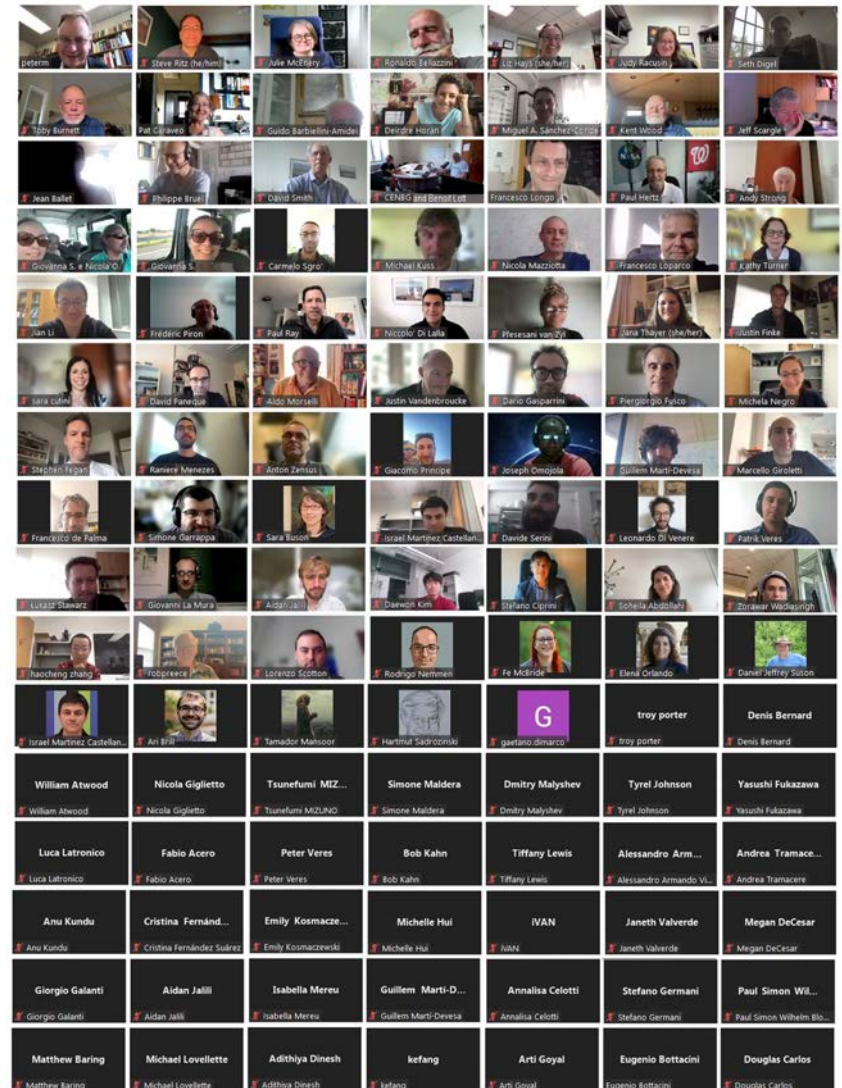 peterm
Steve Ritz (he/him)
Julie McEnery
Ronaldo Bellazzini
Liz Hays (she/her)
Judy Racusin
Seth Digel
Toby Burnett
Pat Caraveo
Guido Barbiellini-Amidei
Deirdre Horan
Miguel A. Sánchez-Conde
Kent Wood
Jeff Scargle
Jean Ballet
Philippe Bruel
David Smith
CENBG and Benoit Lott
Francesco Longo
Paul Hertz
W
Andy Strong
Giovanna S. e Nicola O.
Giovanna S.
Carmelo Sgro'
Michael Kuss
Nicola Mazziotta
Francesco Loparco
Kathy Turner
Jian Li
Frédéric Piron
Paul Ray
Niccolo' Di Lalla
Pfesesani van Zyl
Jana Thayer (she/her)
Justin Finke
sara cutini
David Paneque
Aldo Morselli
Justin Vandenbroucke
Dario Gasparrini
Piergiorgio Fusco
Michela Negro
Stephen Fegan
Raniere Menezes
Anton Zensus
Giacomo Principe
Joseph Omojola
Guillem Martí-Devesa
Marcello Giroletti
Francesco de Palma
Simone Garrappa
Sara Buson
Israel Martinez Castellan...
Davide Serini
Leonardo Di Venere
Patrik Veres
Łukasz Stawarz
Giovanni La Mura
Aidan Jalili
Daewon Kim
Stefano Ciprini
Soheila Abdollahi
Zorawar Wadiasingh
haocheng zhang
robpreece
Lorenzo Scotton
Rodrigo Nemmen
Fe McBride
Elena Orlando
Daniel Jeffrey Suson
Israel Martinez Castellan...
Ari Brill
Tamador Mansoor
Hartmut Sadrozinski
G
gaetano.dimarco
troy porter
troy porter
Denis Bernard
Denis Bernard
William Atwood
William Atwood
Nicola Giglietto
Nicola Giglietto
Tsunefumi MIZ...
Tsunefumi MIZUNO
Simone Maldera
Simone Maldera
Dmitry Malyshev
Dmitry Malyshev
Tyrel Johnson
Tyrel Johnson
Yasushi Fukazawa
Yasushi Fukazawa
Luca Latronico
Luca Latronico
Fabio Acero
Fabio Acero
Peter Veres
Peter Veres
Bob Kahn
Bob Kahn
Tiffany Lewis
Tiffany Lewis
Alessandro Arm...
Alessandro Armando Vi...
Andrea Tramace...
Andrea Tramacere
Anu Kundu
Anu Kundu
Cristina Fernánd...
Cristina Fernández Suárez
Emily Kosmacze...
Emily Kosmaczewski
Michelle Hui
Michelle Hui
iVAN
iVAN
Janeth Valverde
Janeth Valverde
Megan DeCesar
Megan DeCesar
Giorgio Galanti
Giorgio Galanti
Aidan Jalili
Aidan Jalili
Isabella Mereu
Isabella Mereu
Guillem Martí-D...
Guillem Martí-Devesa
Annalisa Celotti
Annalisa Celotti
Stefano Germani
Stefano Germani
Paul Simon Wil...
Paul Simon Wilhelm Blo...
Matthew Baring
Matthew Baring
Michael Lovellette
Michael Lovellette
Adithiya Dinesh
Adithiya Dinesh
kefang
kefang
Arti Goyal
Arti Goyal
Eugenio Bottacini
Eugenio Bottacini
Douglas Carlos
Douglas Carlos